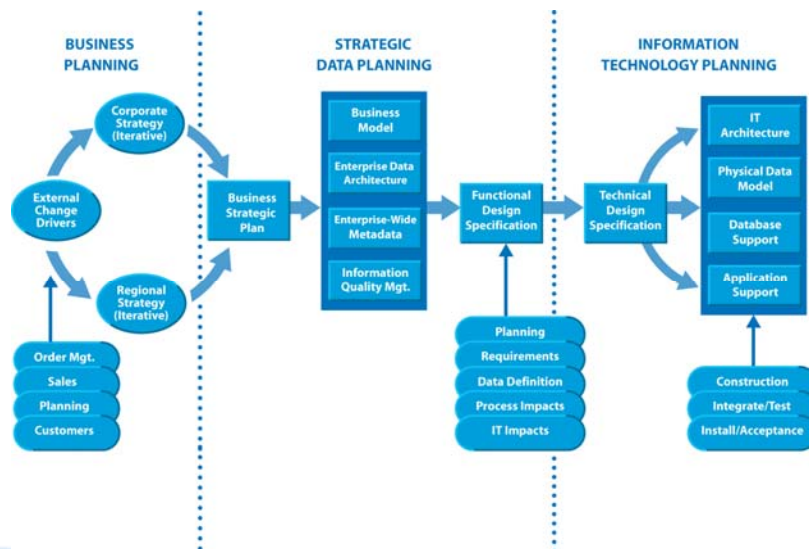 BUSINESS
PLANNING
STRATEGIC
DATA PLANNING
INFORMATION
TECHNOLOGY PLANNING
Corporate
Strategy
(Iterative)
External
Change
Drivers
Regional
Strategy
(Iterative)
Order Mgt.
Sales
Planning
Customers
Business
Strategic
Plan
Business
Model
Enterprise Data
Architecture
Enterprise-Wide
Metadata
Information
Quality Mgt.
Functional
Design
Specification
Planning
Requirements
Data Definition
Process Impacts
IT Impacts
Technical
Design
Specification
IT
Architecture
Physical Data
Model
Database
Support
Application
Support
Construction
Integrate/Test
Install/Acceptance